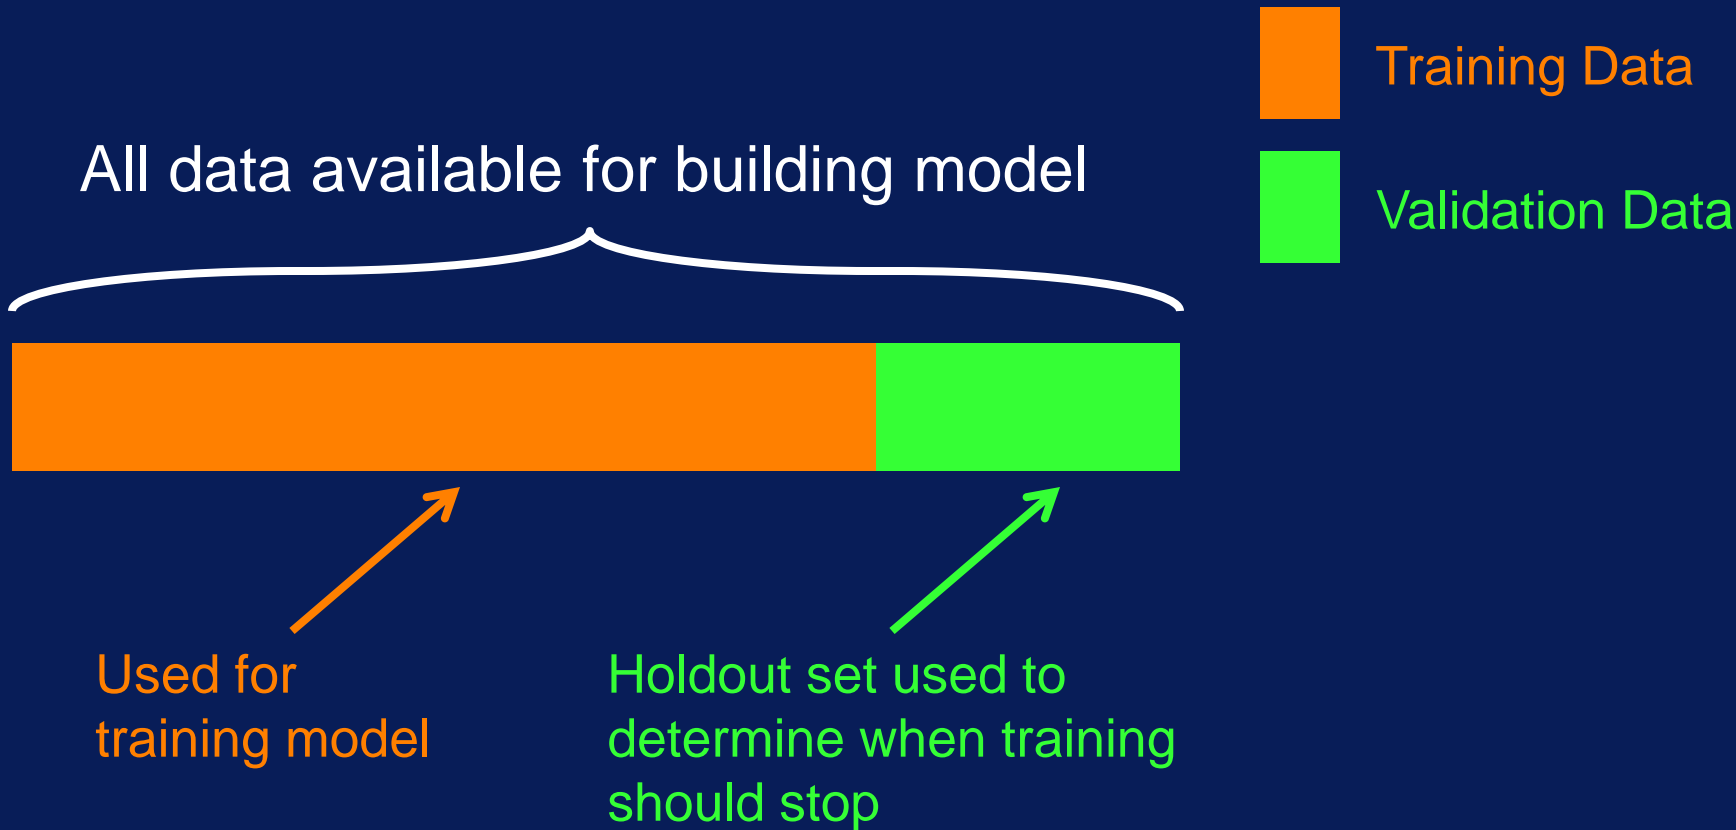 Training Data
All data available for building model
Validation Data
Used for
training model
Holdout set used to
determine when training
should stop